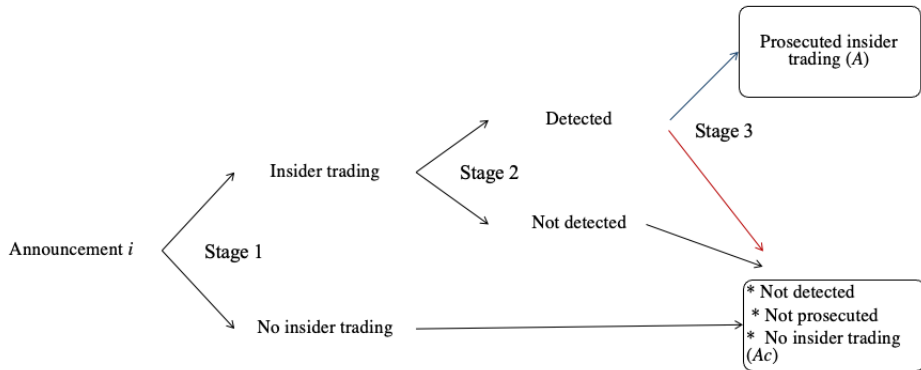 Prosecuted insider
trading (A)
Detected
Stage 3
Insider trading
Stage 2
Not detected
Announcement i
Stage 1
No insider trading
* Not detected
* Not prosecuted
* No insider trading
(Ac)